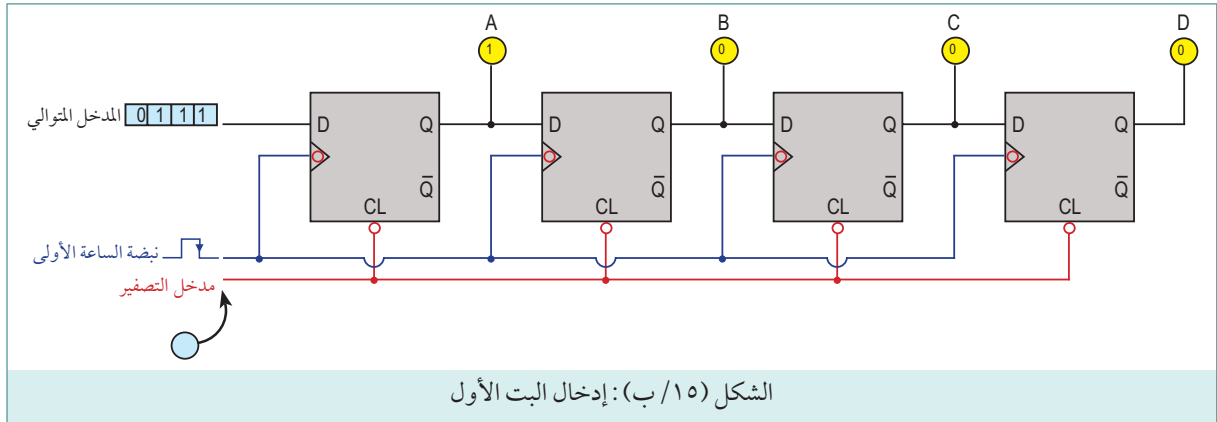 A B C D
1 0 0 0
المدخل المتوالي 0 1 1 1
D Q D Q D Q D Q
Q̅ Q̅ Q̅ Q̅
CL CL CL CL
نبضة الساعة الأولى
مدخل التصفير
الشكل (١٥/ ب): إدخال البت الأول